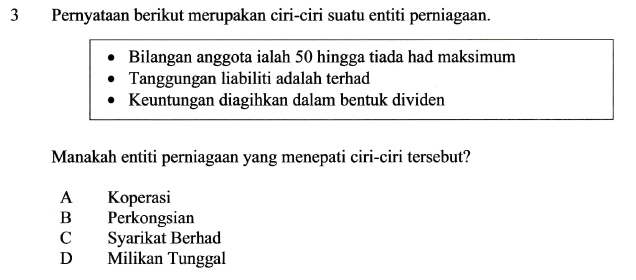 3 Pernyataan berikut merupakan ciri-ciri suatu entiti perniagaan.
• Bilangan anggota ialah 50 hingga tiada had maksimum
• Tanggungan liabiliti adalah terhad
• Keuntungan diagihkan dalam bentuk dividen
Manakah entiti perniagaan yang menepati ciri-ciri tersebut?
A Koperasi
B Perkongsian
C Syarikat Berhad
D Milikan Tunggal